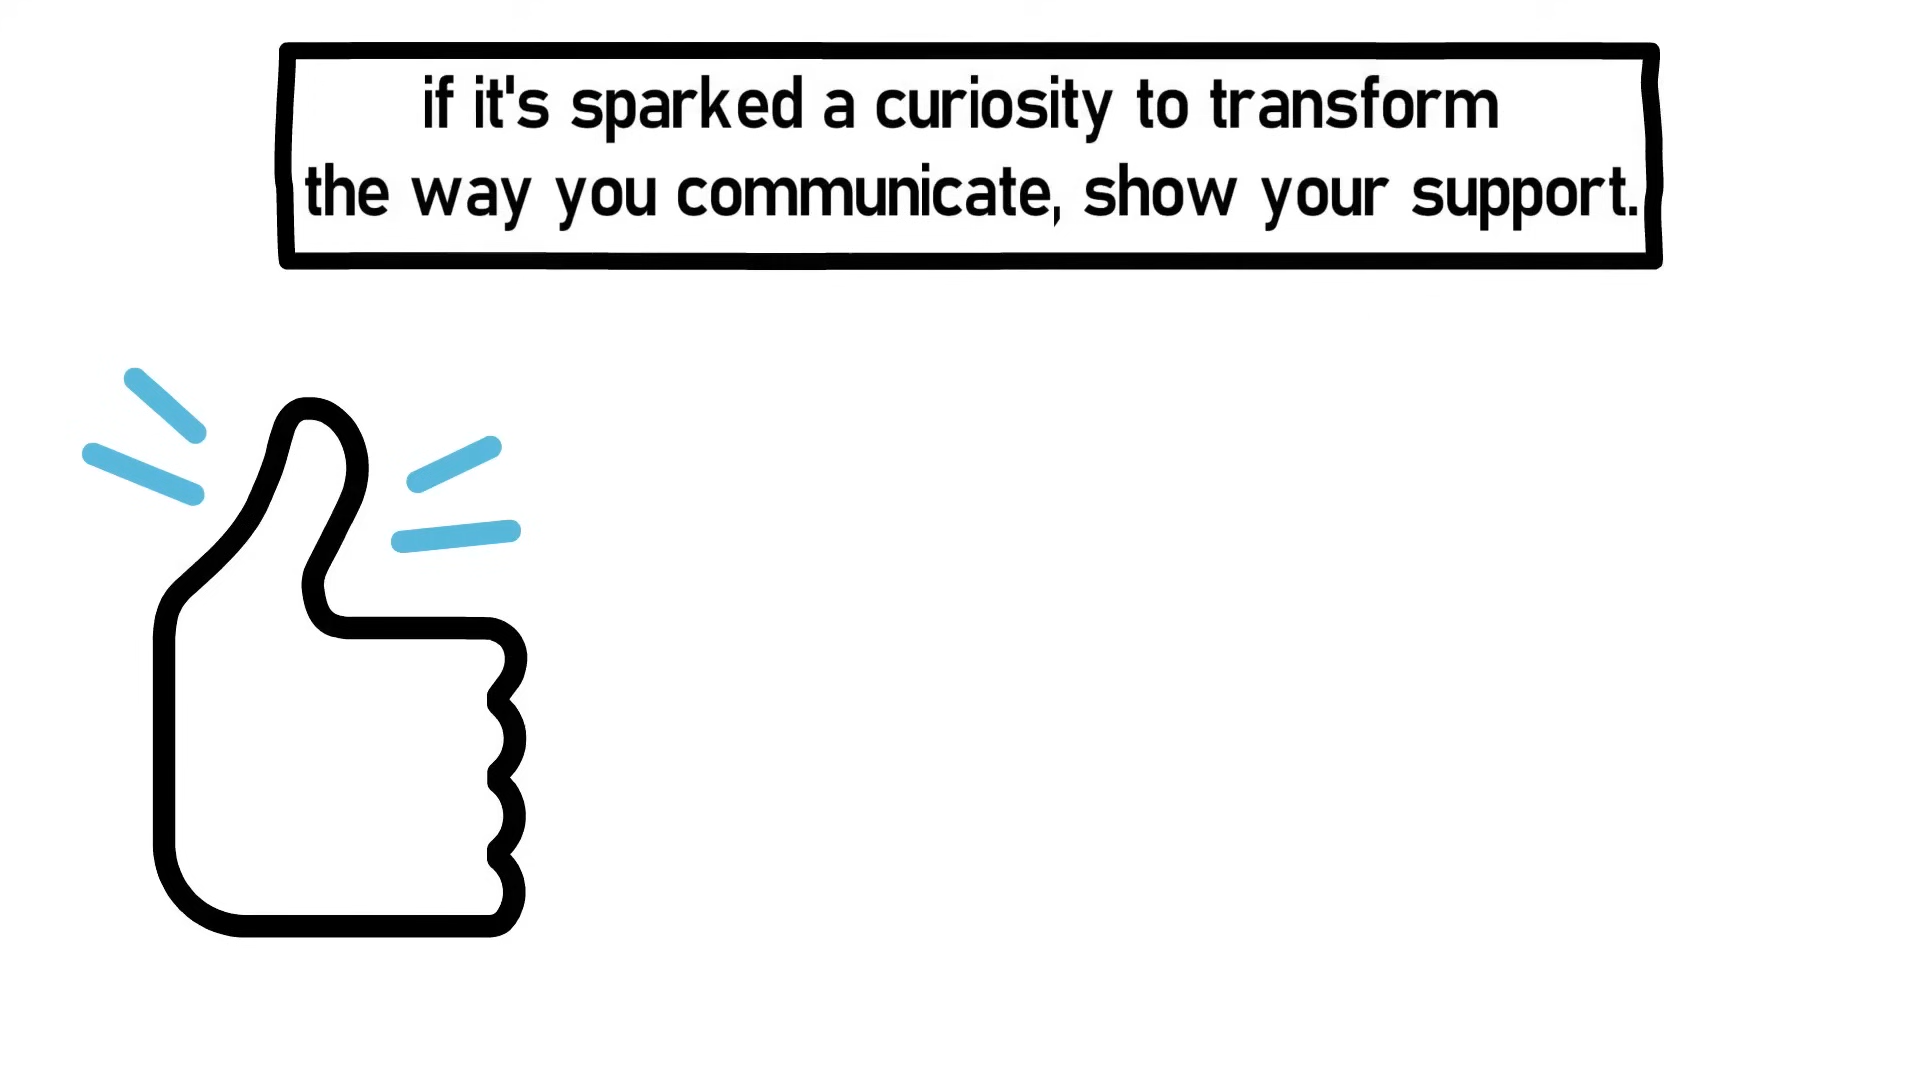 if it's sparked a curiosity to transform
the way you communicate, show your support.